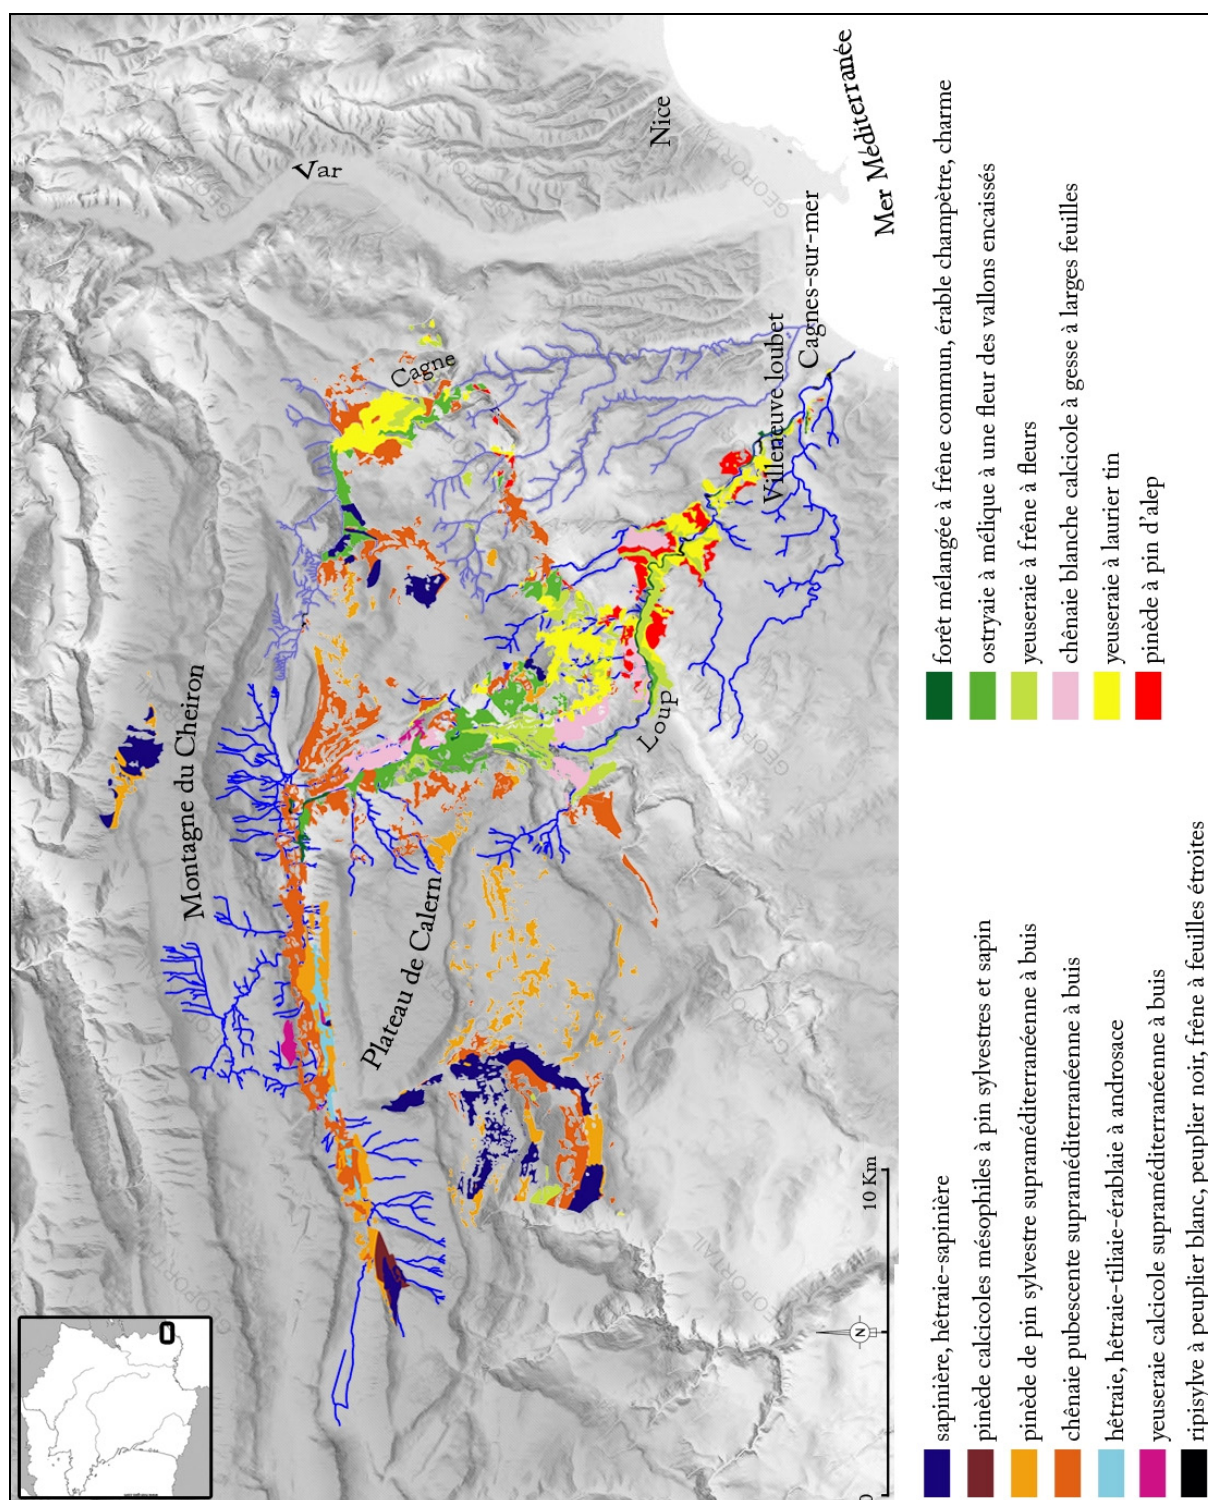 Montagne du Cheiron
Var
Nice
Mer Méditerranée
Cagne
Cagnes-sur-mer
Villeneuve loubet
Plateau de Calern
Loup
N
0
10 Km
sapinière, hêtraie-sapinière
pinède calcicoles mésophiles à pin sylvestres et sapin
pinède de pin sylvestre supraméditerranéenne à buis
chênaie pubescente supraméditerranéenne à buis
hêtraie, hêtraie-tiliaie-érablaie à androsace
yeuseraie calcicole supraméditerranéenne à buis
ripisylve à peuplier blanc, peuplier noir, frêne à feuilles étroites
forêt mélangée à frêne commun, érable champètre, charme
ostryaie à mélique à une fleur des vallons encaissés
yeuseraie à frêne à fleurs
chênaie blanche calcicole à gesse à larges feuilles
yeuseraie à laurier tin
pinède à pin d'alep